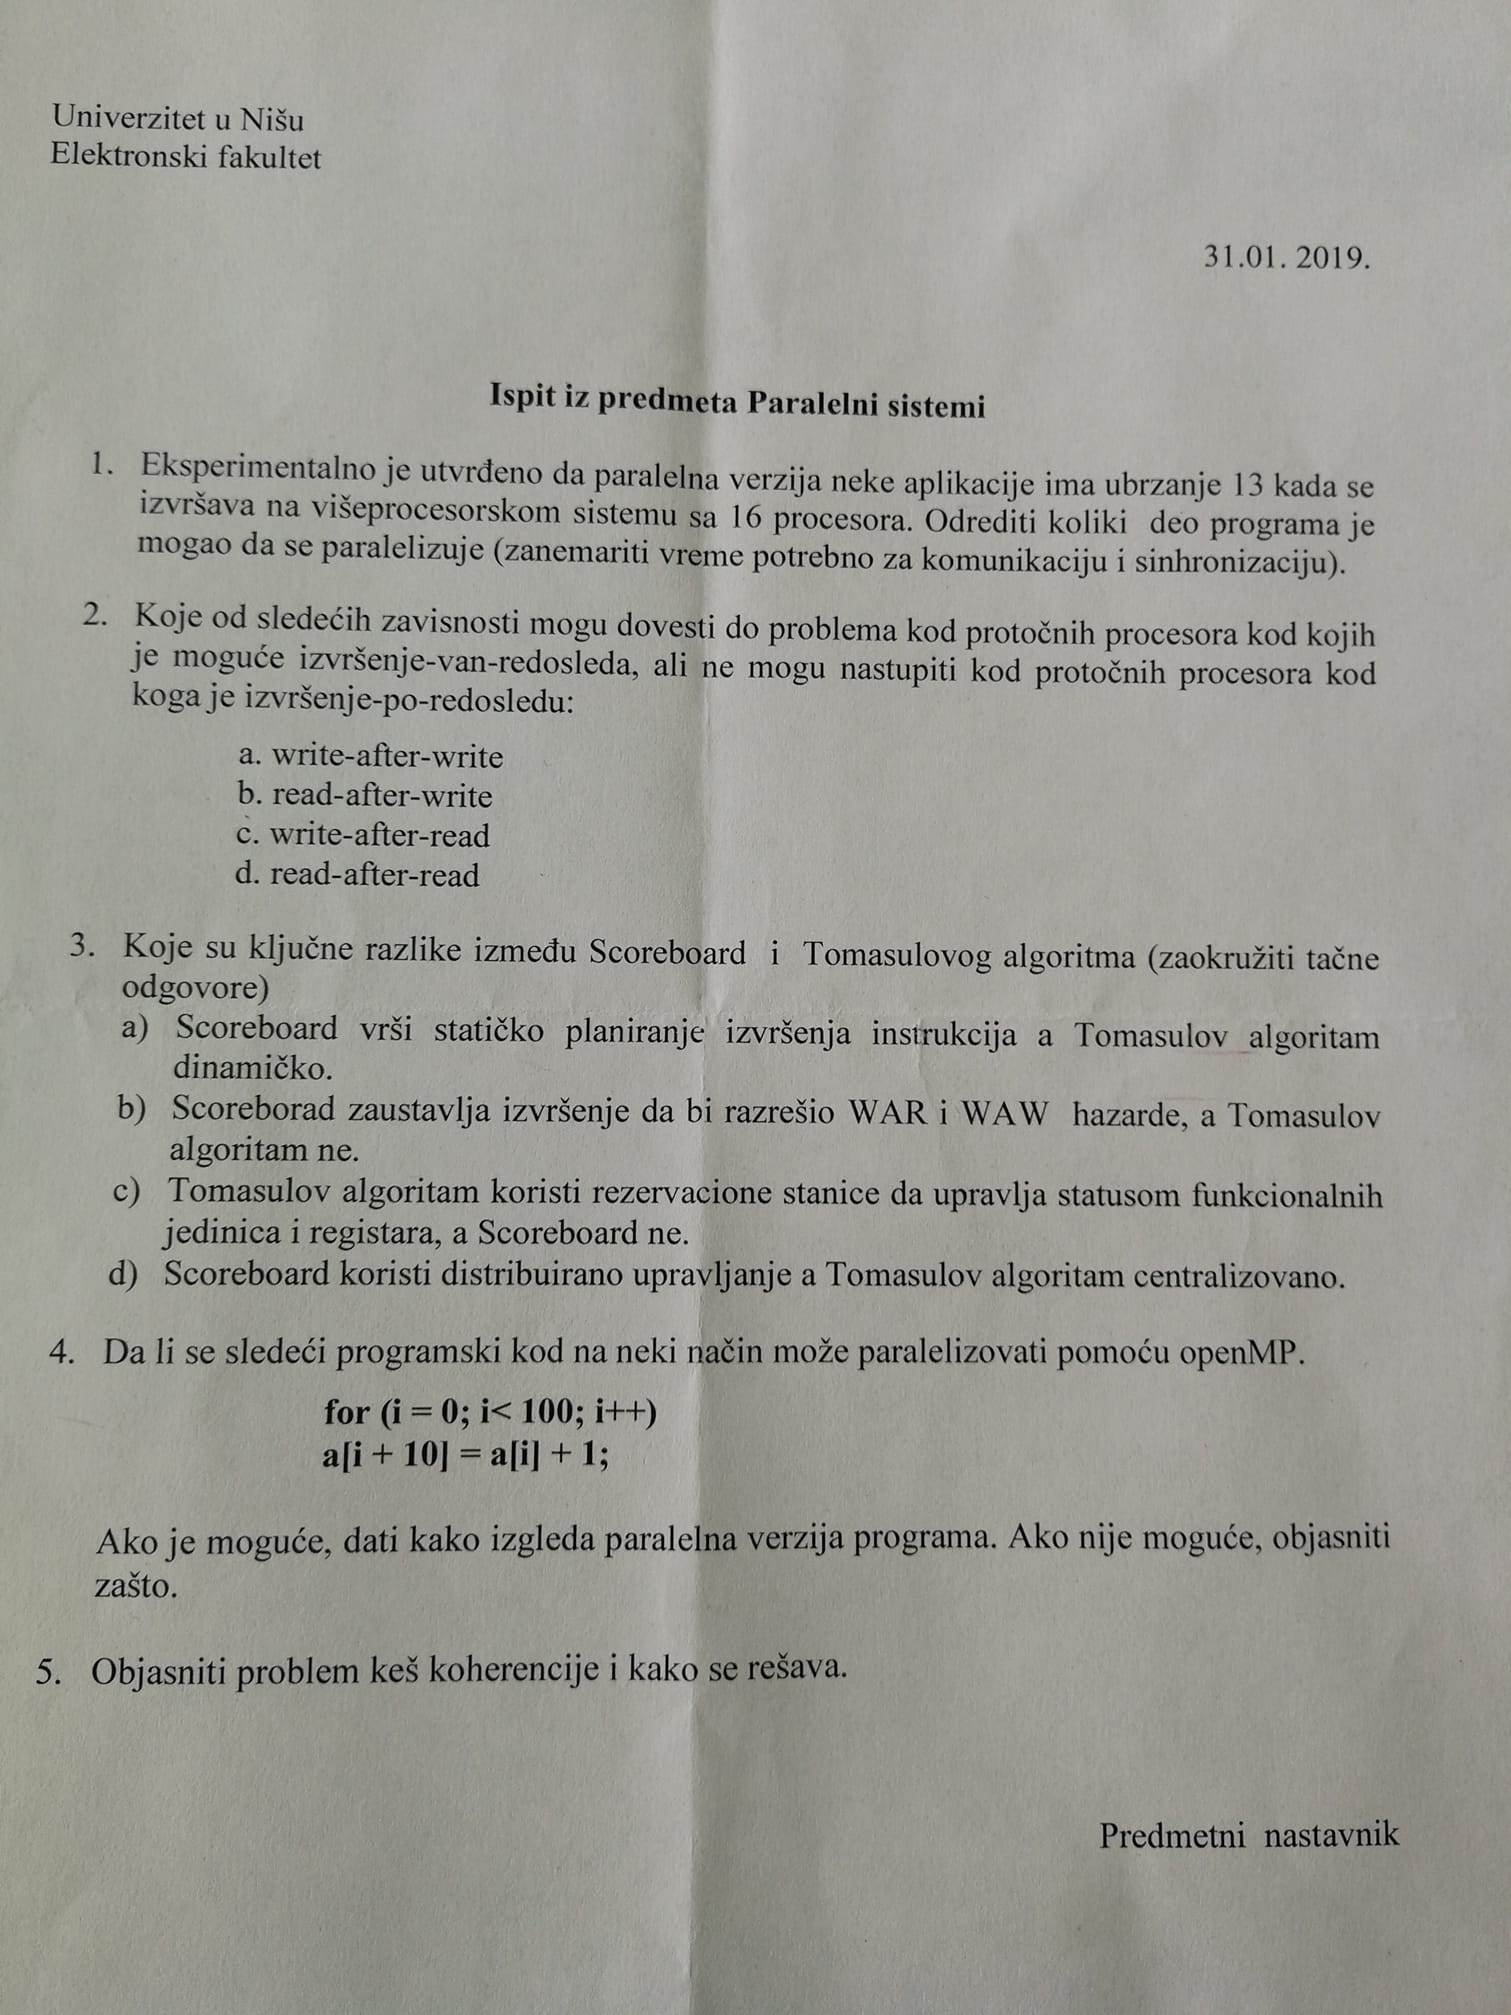 Univerzitet u Nišu
Elektronski fakultet
31.01. 2019.
Ispit iz predmeta Paralelni sistemi
1. Eksperimentalno je utvrđeno da paralelna verzija neke aplikacije ima ubrzanje 13 kada se
izvršava na višeprocesorskom sistemu sa 16 procesora. Odrediti koliki deo programa je
mogao da se paralelizuje (zanemariti vreme potrebno za komunikaciju i sinhronizaciju).
2. Koje od sledećih zavisnosti mogu dovesti do problema kod protočnih procesora kod kojih
je moguće izvršenje-van-redosleda, ali ne mogu nastupiti kod protočnih procesora kod
koga je izvršenje-po-redosledu:
a. write-after-write
b. read-after-write
c. write-after-read
d. read-after-read
3. Koje su ključne razlike između Scoreboard i Tomasulovog algoritma (zaokružiti tačne
odgovore)
a) Scoreboard vrši statičko planiranje izvršenja instrukcija a Tomasulov algoritam
dinamičko.
b) Scoreborad zaustavlja izvršenje da bi razrešio WAR i WAW hazarde, a Tomasulov
algoritam ne.
c) Tomasulov algoritam koristi rezervacione stanice da upravlja statusom funkcionalnih
jedinica i registara, a Scoreboard ne.
d) Scoreboard koristi distribuirano upravljanje a Tomasulov algoritam centralizovano.
4. Da li se sledeći programski kod na neki način može paralelizovati pomoću openMP.
for (i = 0; i< 100; i++)
a[i + 10] = a[i] + 1;
Ako je moguće, dati kako izgleda paralelna verzija programa. Ako nije moguće, objasniti
zašto.
5. Objasniti problem keš koherencije i kako se rešava.
Predmetni nastavnik